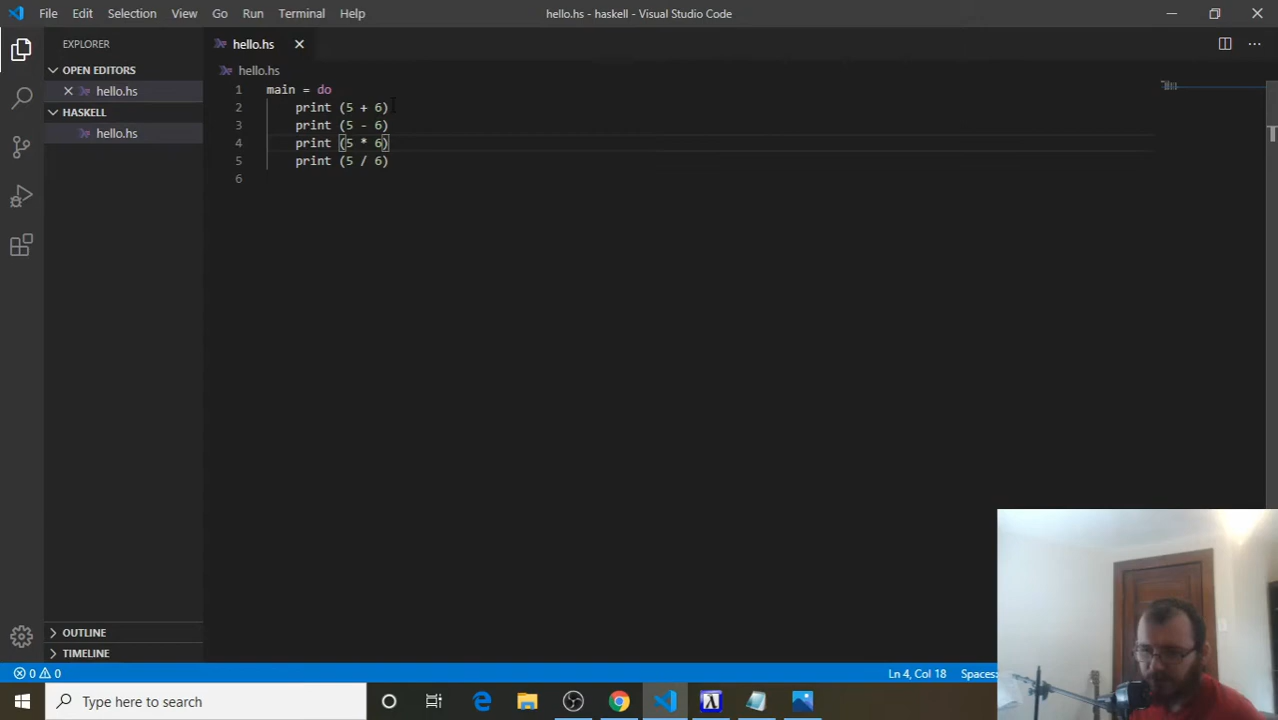 File Edit Selection View Go Run Terminal Help hello.hs - haskell - Visual Studio Code
EXPLORER
OPEN EDITORS
hello.hs
HASKELL
hello.hs
OUTLINE
TIMELINE
hello.hs
hello.hs
1 main = do
2 print (5 + 6)
3 print (5 - 6)
4 print (5 * 6)
5 print (5 / 6)
6
0 0 Ln 4, Col 18 Spaces:
Type here to search